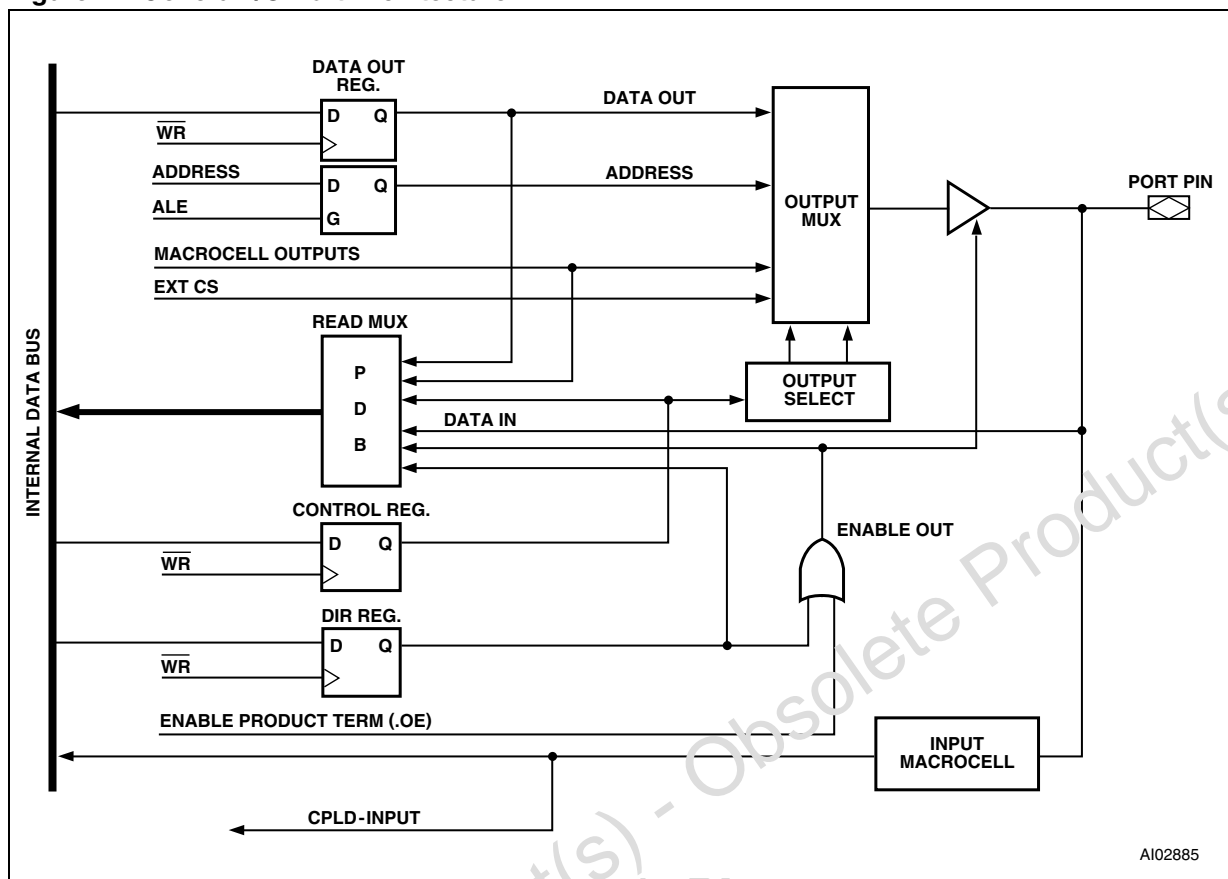 DATA OUT
REG.
D Q
WR
DATA OUT
ADDRESS
D Q
ADDRESS
ALE
G
OUTPUT
MUX
PORT PIN
MACROCELL OUTPUTS
EXT CS
READ MUX
P
D
B
OUTPUT
SELECT
DATA IN
INTERNAL DATA BUS
CONTROL REG.
D Q
WR
ENABLE OUT
DIR REG.
D Q
WR
ENABLE PRODUCT TERM (.OE)
INPUT
MACROCELL
CPLD-INPUT
AI02885
(s) - Obsolete Product(s